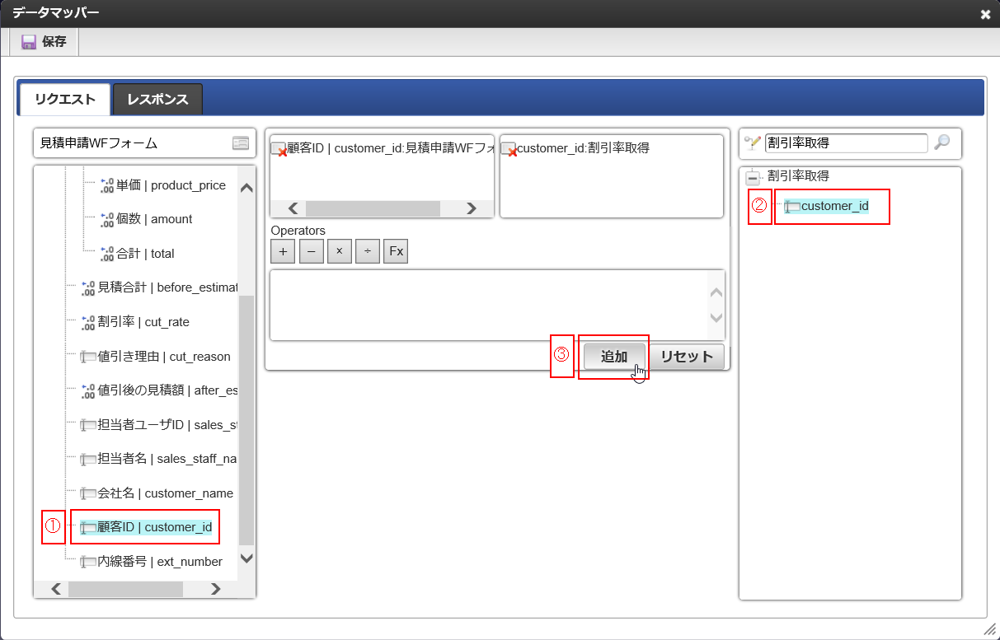 データマッパー
保存
リクエスト
レスポンス
見積申請WFフォーム
単価 | product_price
個数 | amount
合計 | total
見積合計 | before_estimat
割引率 | cut_rate
値引き理由 | cut_reason
値引後の見積額 | after_es
担当者ユーザID | sales_st
担当者名 | sales_staff_na
会社名 | customer_name
①
顧客ID | customer_id
内線番号 | ext_number
顧客ID | customer_id:見積申請WFフォ
customer_id:割引率取得
Operators
+
−
×
÷
Fx
③
追加
リセット
割引率取得
割引率取得
②
customer_id